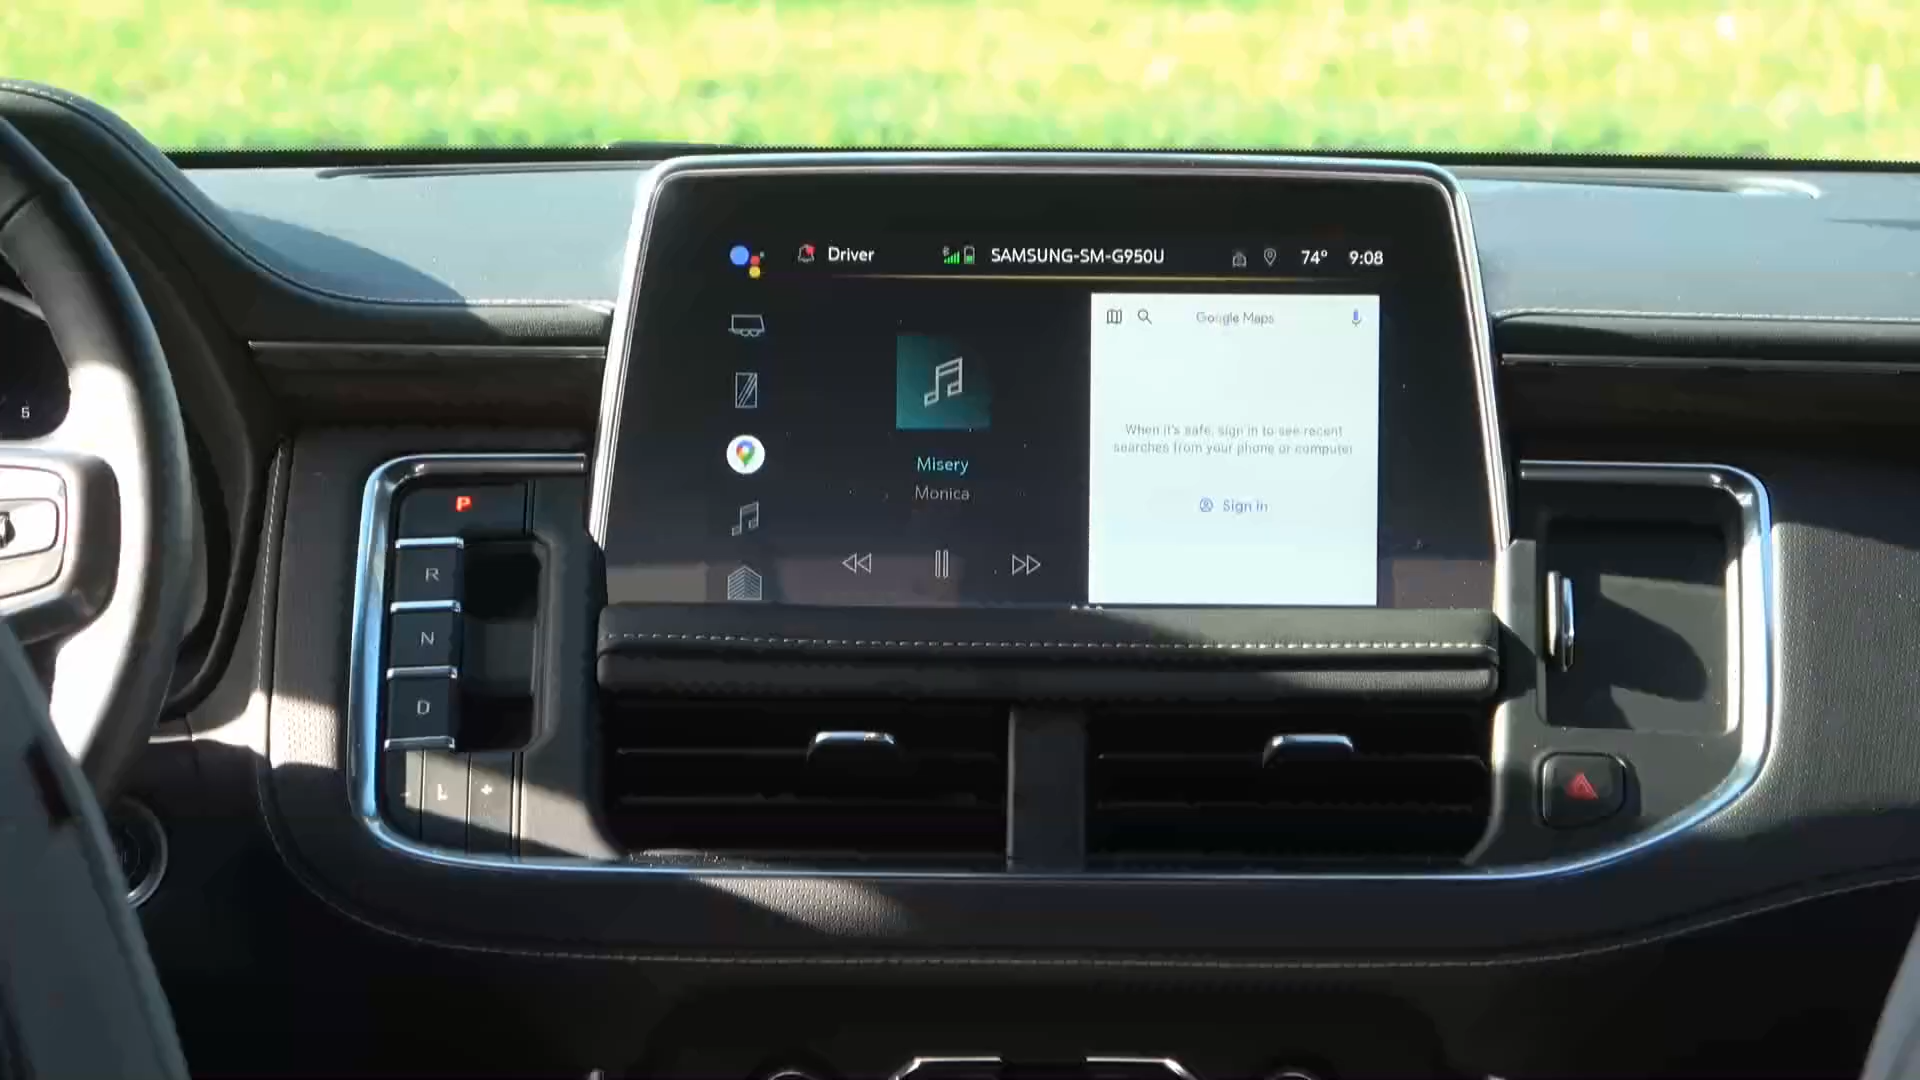 Driver
SAMSUNG-SM-G950U
74° 9:08
Google Maps
When it's safe, sign in to see recent
searches from your phone or computer
Sign in
Misery
Monica
5
P
R
N
D
- L +